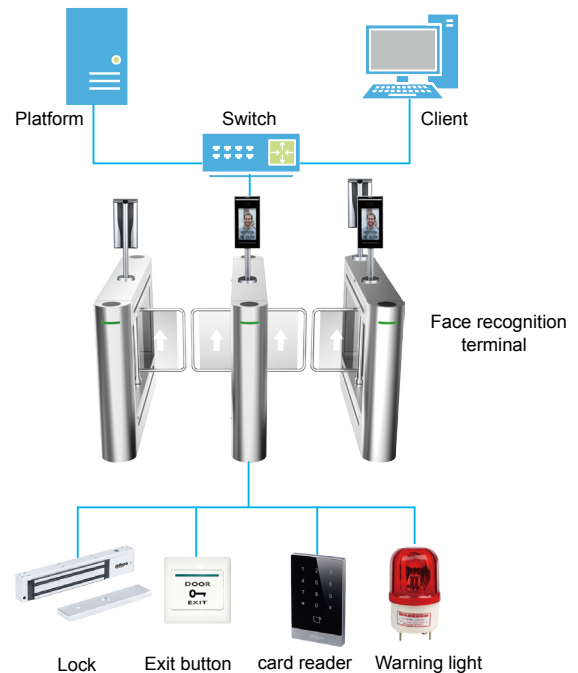 Platform
Switch
Client
Face recognition
terminal
DOOR
EXIT
Lock
Exit button
card reader
Warning light